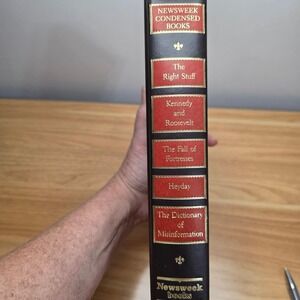 NEWSWEEK
CONDENSED
BOOKS
The
Right Stuff
Kennedy
and
Roosevelt
The Fall of
Fortresses
Heyday
The Dictionary
of
Misinformation
Newsweek
books